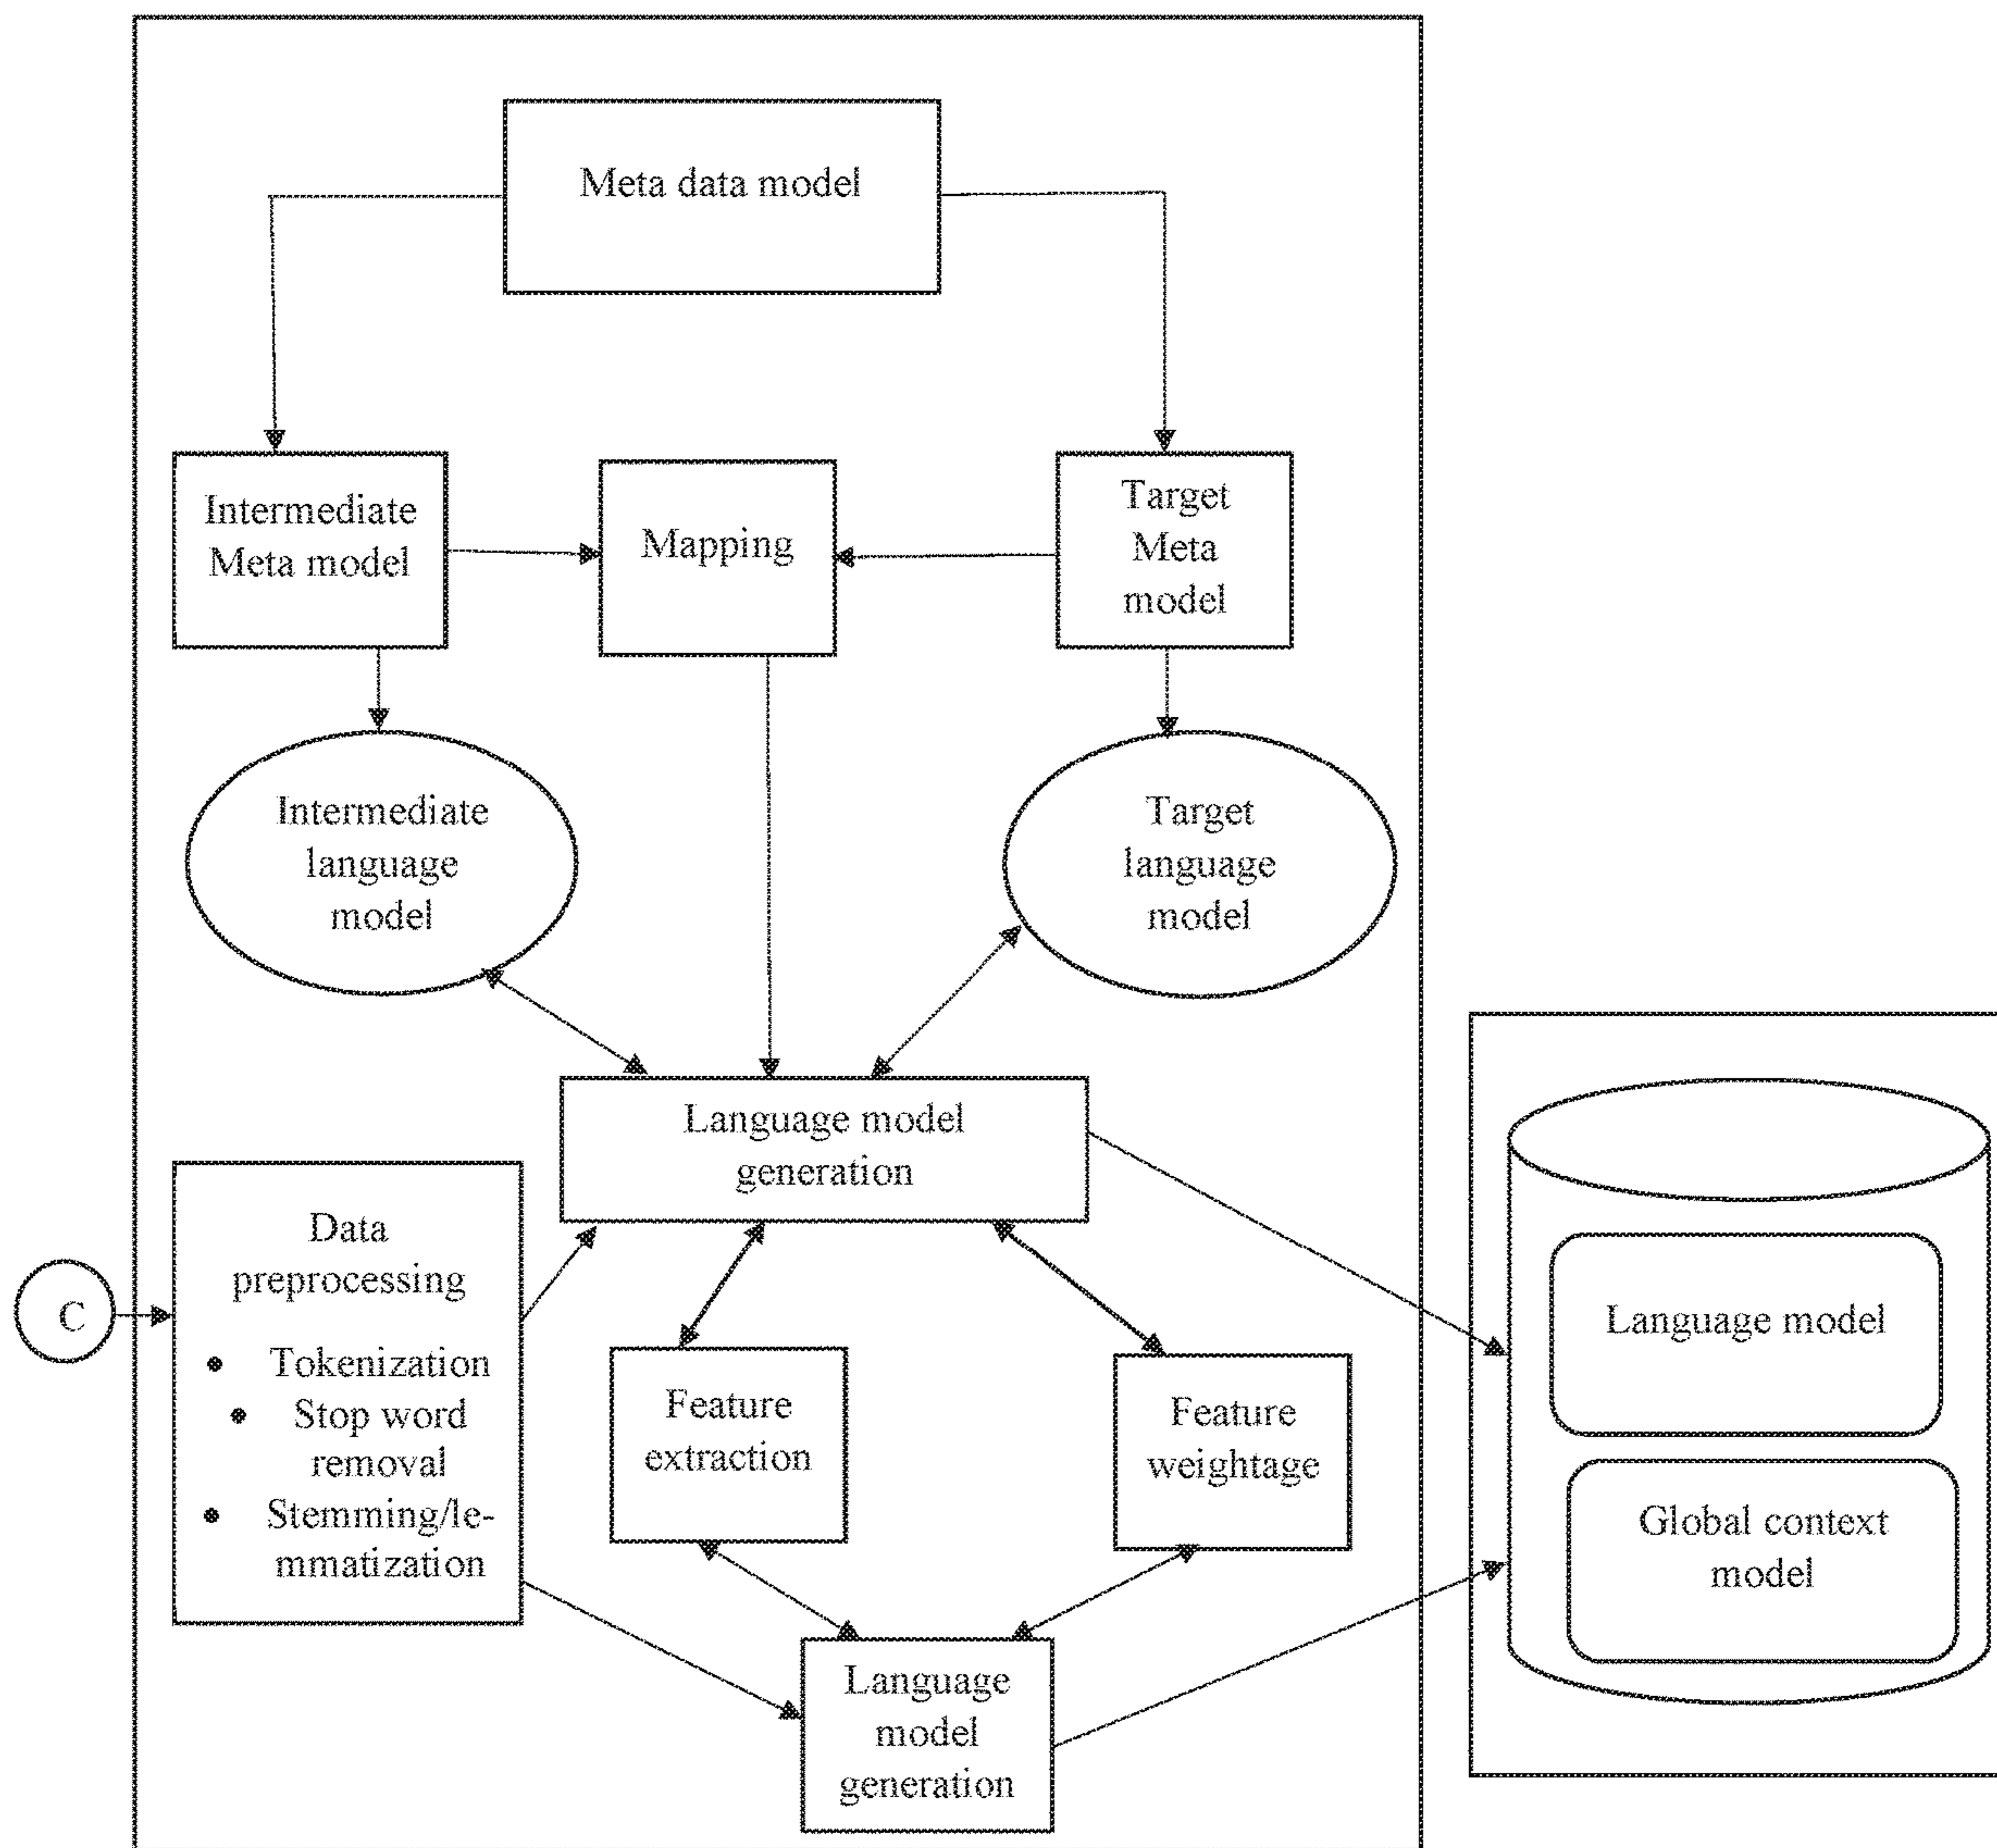 Meta data model
Intermediate
Meta model
Mapping
Target
Meta
model
Intermediate
language
model
Target
language
model
Language model
generation
Data
preprocessing
• Tokenization
• Stop word
removal
• Stemming/le-
mmatization
C
Feature
extraction
Feature
weightage
Language
model
generation
Language model
Global context
model